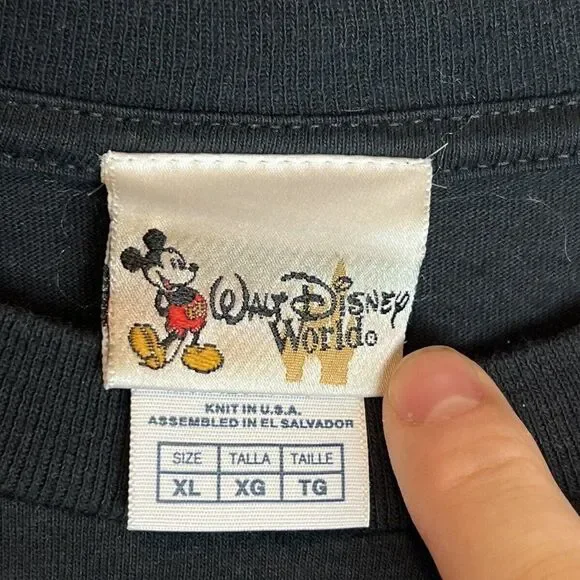 Walt Disney
World®
KNIT IN U.S.A.
ASSEMBLED IN EL SALVADOR
SIZE TALLA TAILLE
XL XG TG